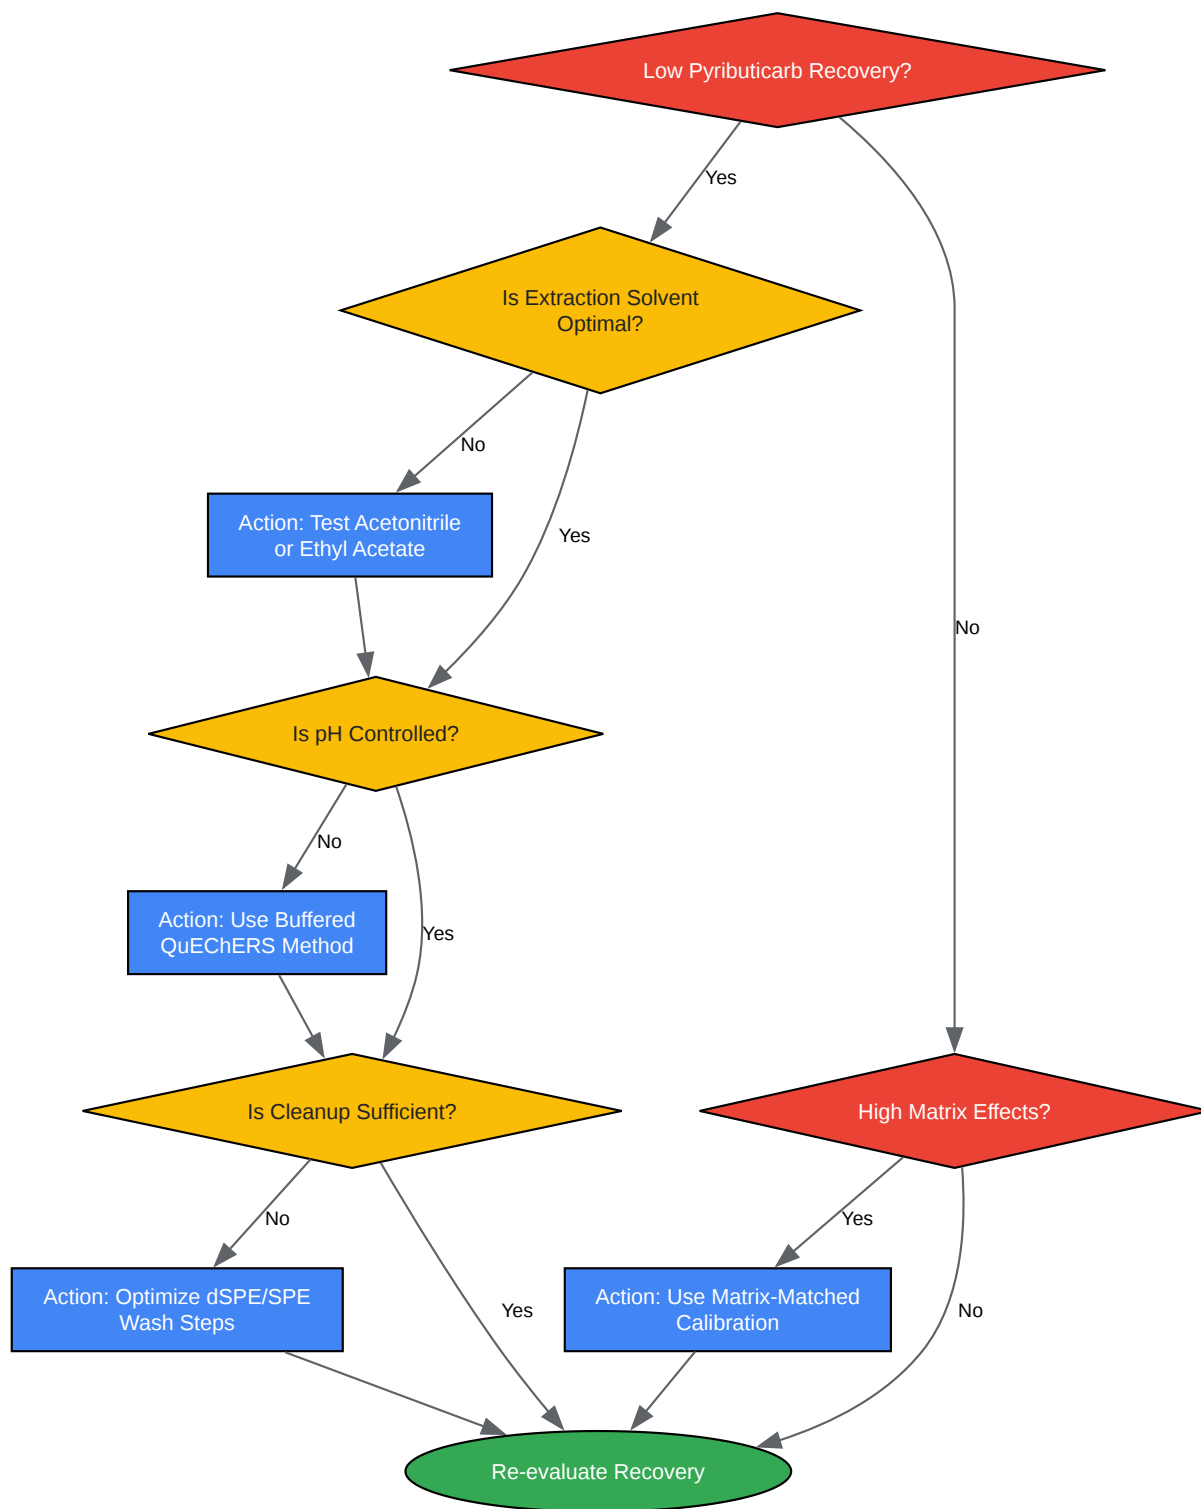 Low Pyributicarb Recovery?
Yes
Is Extraction Solvent
Optimal?
No
Action: Test Acetonitrile
or Ethyl Acetate
Yes
No
Is pH Controlled?
No
Action: Use Buffered
QuEChERS Method
Yes
Is Cleanup Sufficient?
High Matrix Effects?
No
Yes
Action: Optimize dSPE/SPE
Wash Steps
Yes
Action: Use Matrix-Matched
Calibration
No
Re-evaluate Recovery